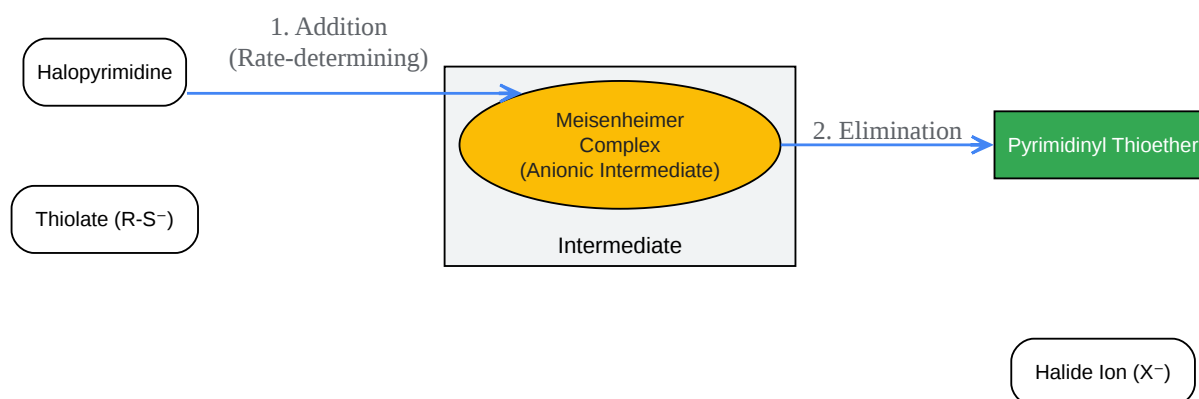 1. Addition
(Rate-determining)
Halopyrimidine
Meisenheimer
Complex
(Anionic Intermediate)
2. Elimination
Pyrimidinyl Thioether
Thiolate (R-S⁻)
Intermediate
Halide Ion (X⁻)